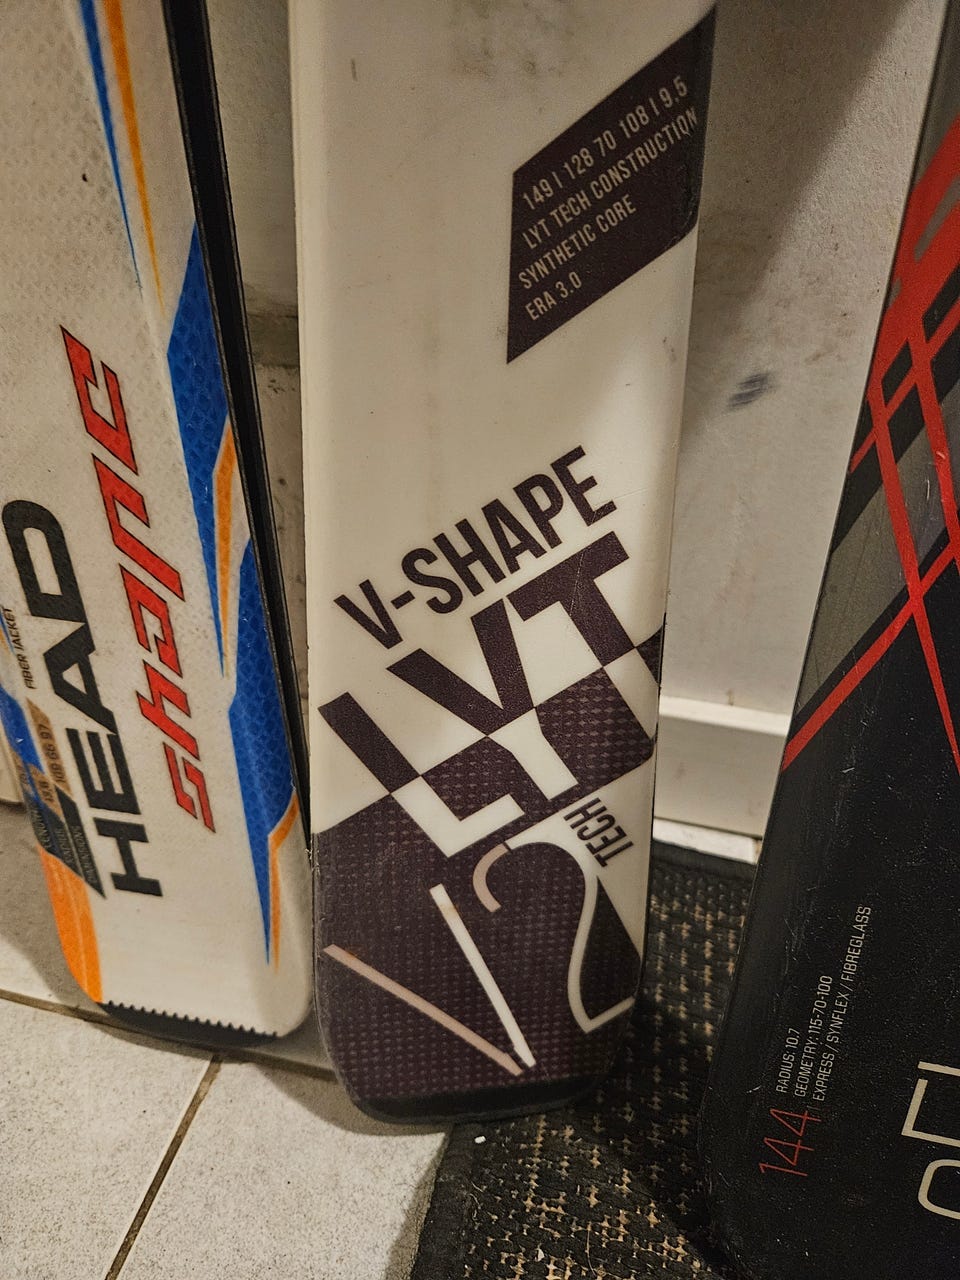 HEAD
shape
FIBER JACKET
149 | 128 70 108 | 9.5
LYT TECH CONSTRUCTION
SYNTHETIC CORE
ERA 3.0
V-SHAPE
LYT
TECH
V2
144
RADIUS: 10,7
GEOMETRY: 115-70-100
EXPRESS / SYNFLEX / FIBREGLASS